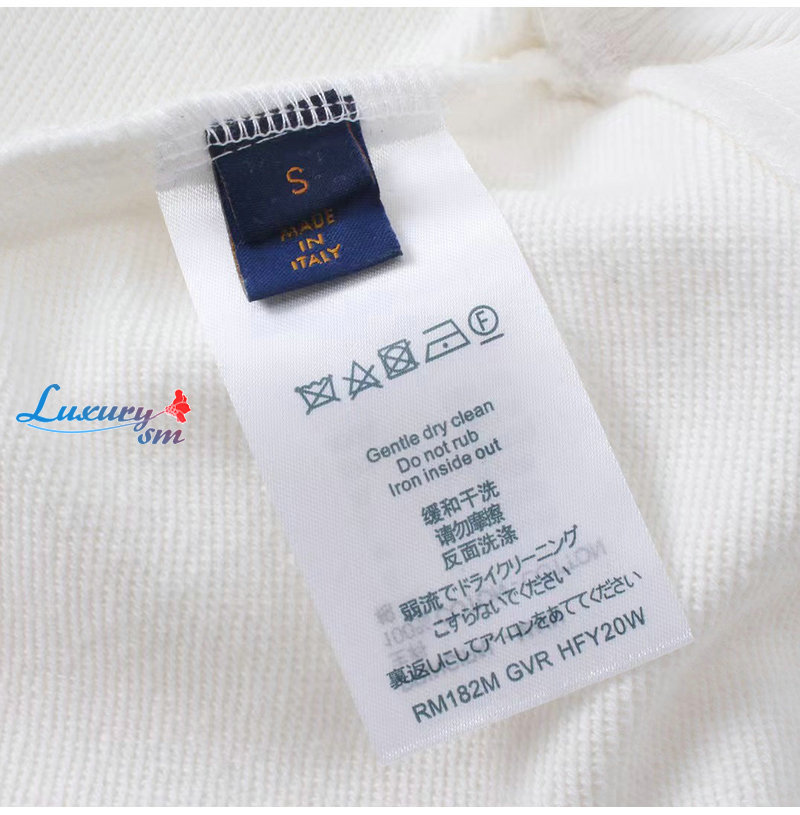 S
MADE
IN
ITALY
F
Gentle dry clean
Do not rub
Iron inside out
缓和干洗
请勿摩擦
反面洗涤
弱流でドライクリーニング
こすらないでください
裏返しにしてアイロンをあててください
RM182M GVR HFY20W
Luxury
sm